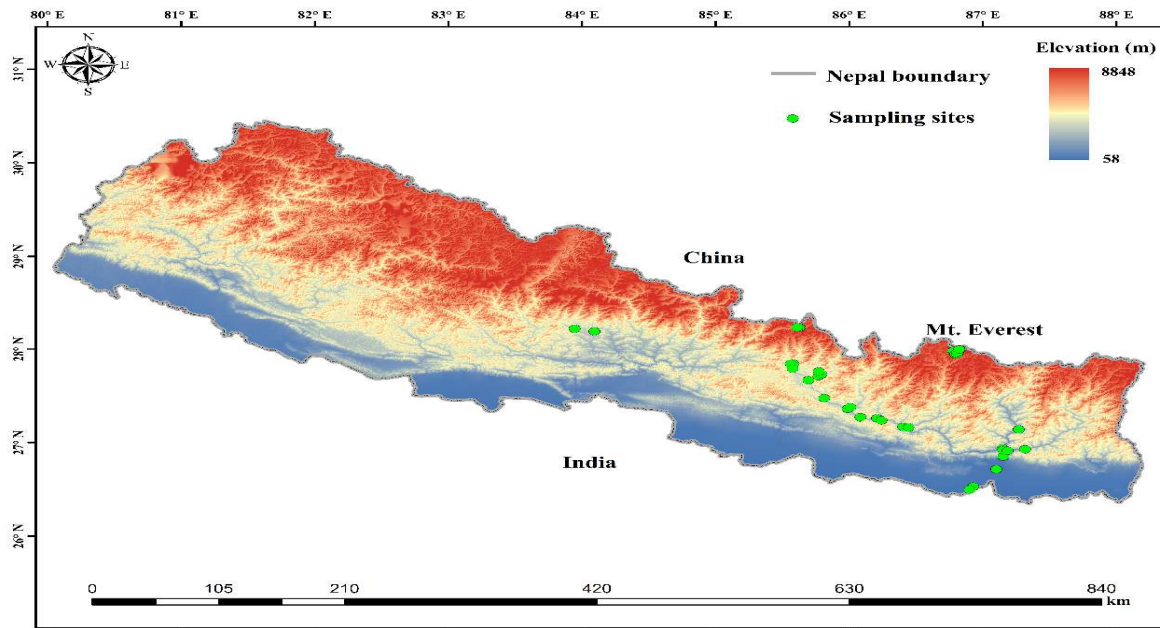 80° E 81° E 82° E 83° E 84° E 85° E 86° E 87° E 88° E
N
W E
S
Elevation (m)
8848
58
Nepal boundary
Sampling sites
31° N
30° N
29° N
28° N
27° N
26° N
China
Mt. Everest
India
0 105 210 420 630 840
km